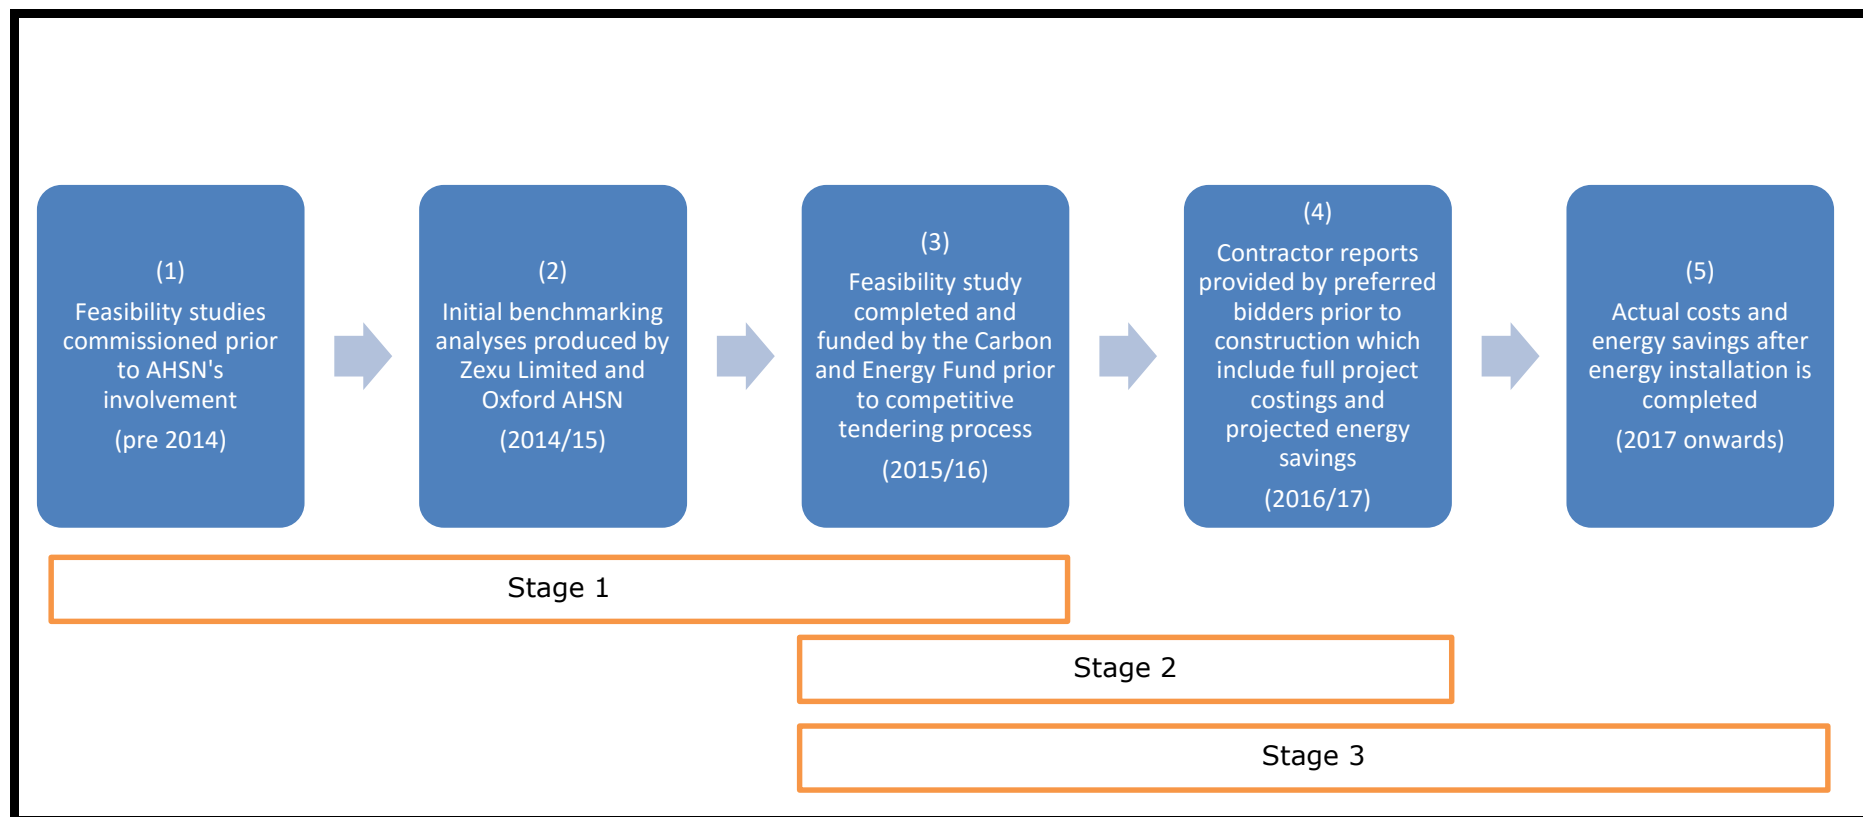 (1)
Feasibility studies
commissioned prior
to AHSN's
involvement
(pre 2014)
(2)
Initial benchmarking
analyses produced by
Zexu Limited and
Oxford AHSN
(2014/15)
(3)
Feasibility study
completed and
funded by the Carbon
and Energy Fund prior
to competitive
tendering process
(2015/16)
(4)
Contractor reports
provided by preferred
bidders prior to
construction which
include full project
costings and
projected energy
savings
(2016/17)
(5)
Actual costs and
energy savings after
energy installation is
completed
(2017 onwards)
Stage 1
Stage 2
Stage 3